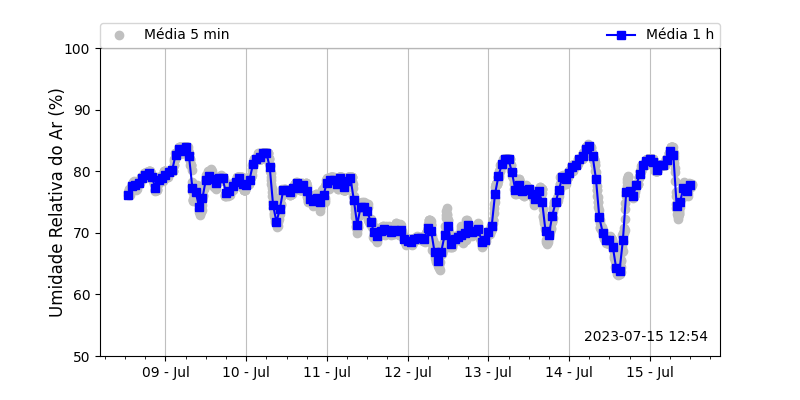 Média 5 min
Média 1 h
Umidade Relativa do Ar (%)
100
90
80
70
60
50
2023-07-15 12:54
09 - Jul
10 - Jul
11 - Jul
12 - Jul
13 - Jul
14 - Jul
15 - Jul